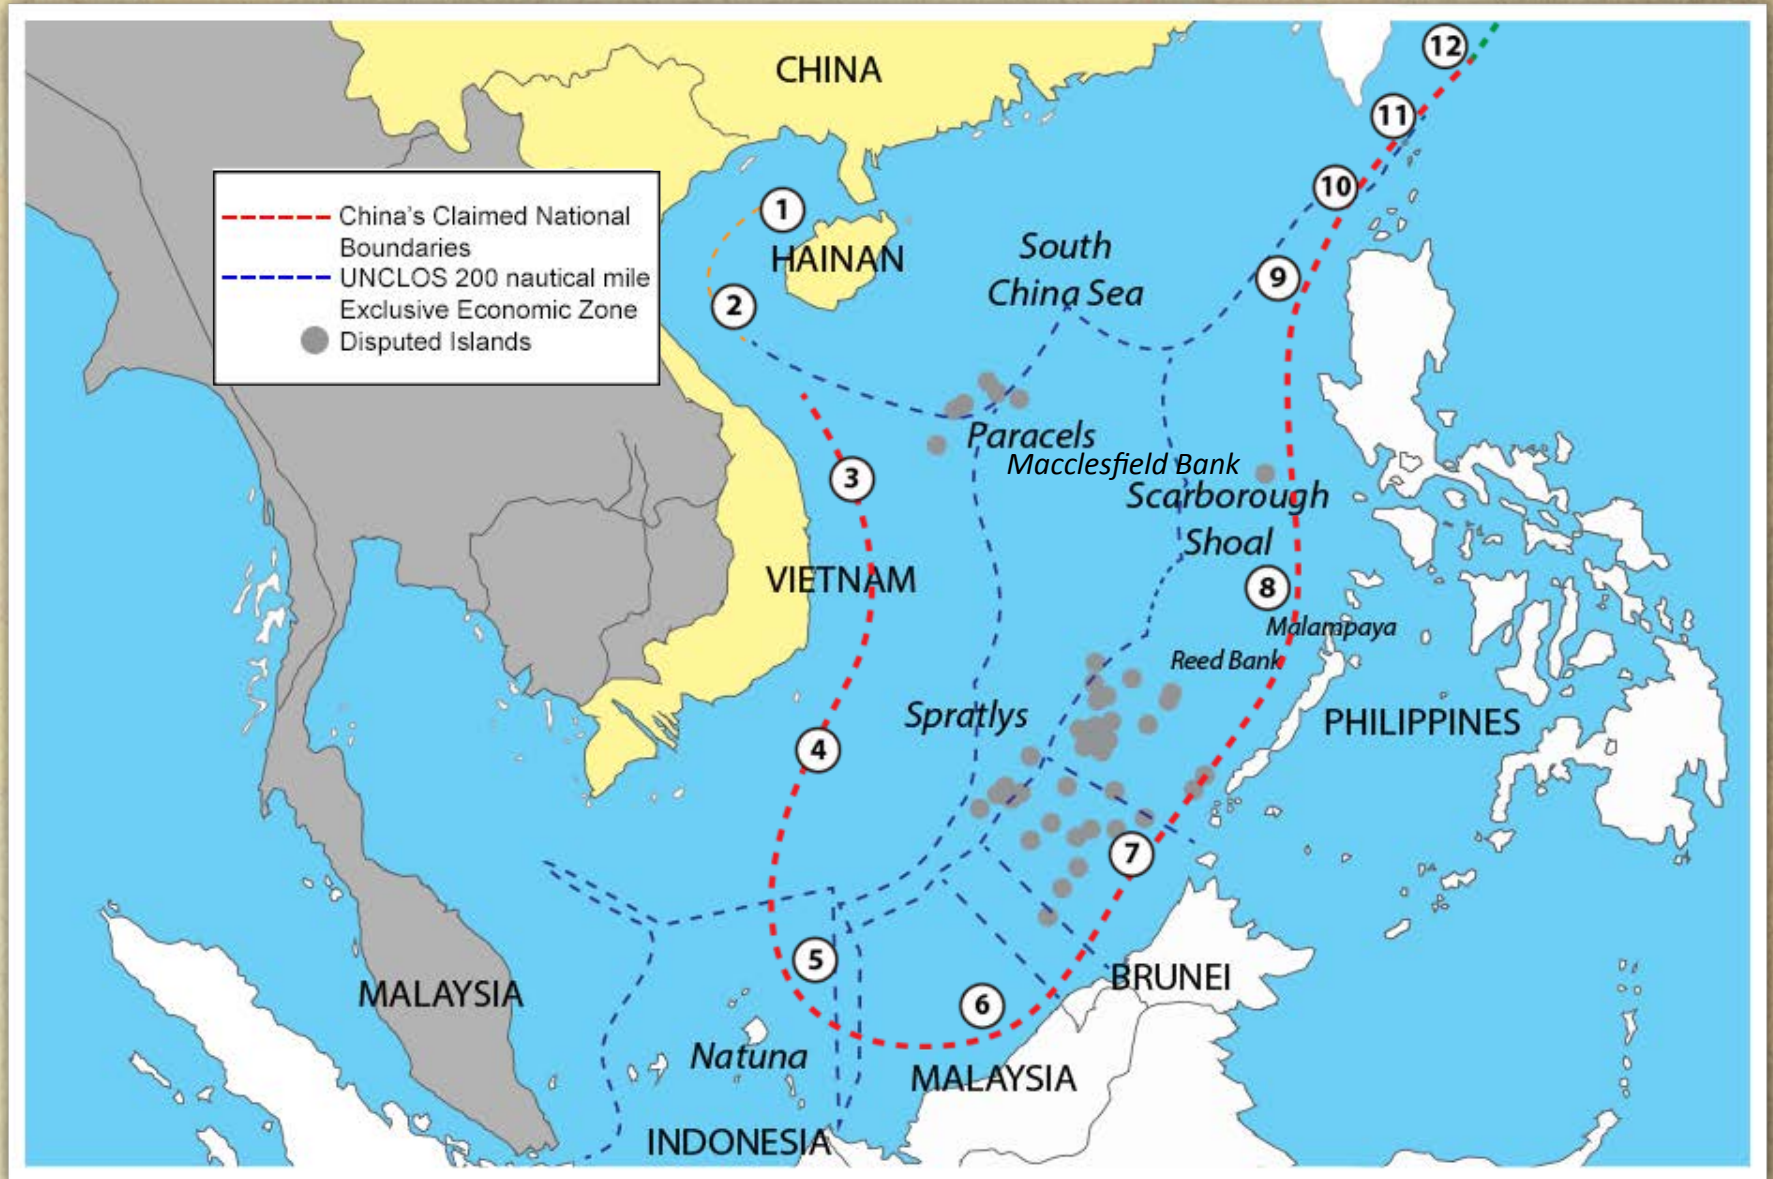 CHINA
12
11
China's Claimed National
Boundaries
UNCLOS 200 nautical mile
Exclusive Economic Zone
Disputed Islands
1
10
HAINAN
South
China Sea
9
2
Paracels
Macclesfield Bank
3
Scarborough
Shoal
VIETNAM
8
Malampaya
Reed Bank
Spratlys
PHILIPPINES
4
7
5
MALAYSIA
BRUNEI
6
Natuna
MALAYSIA
INDONESIA